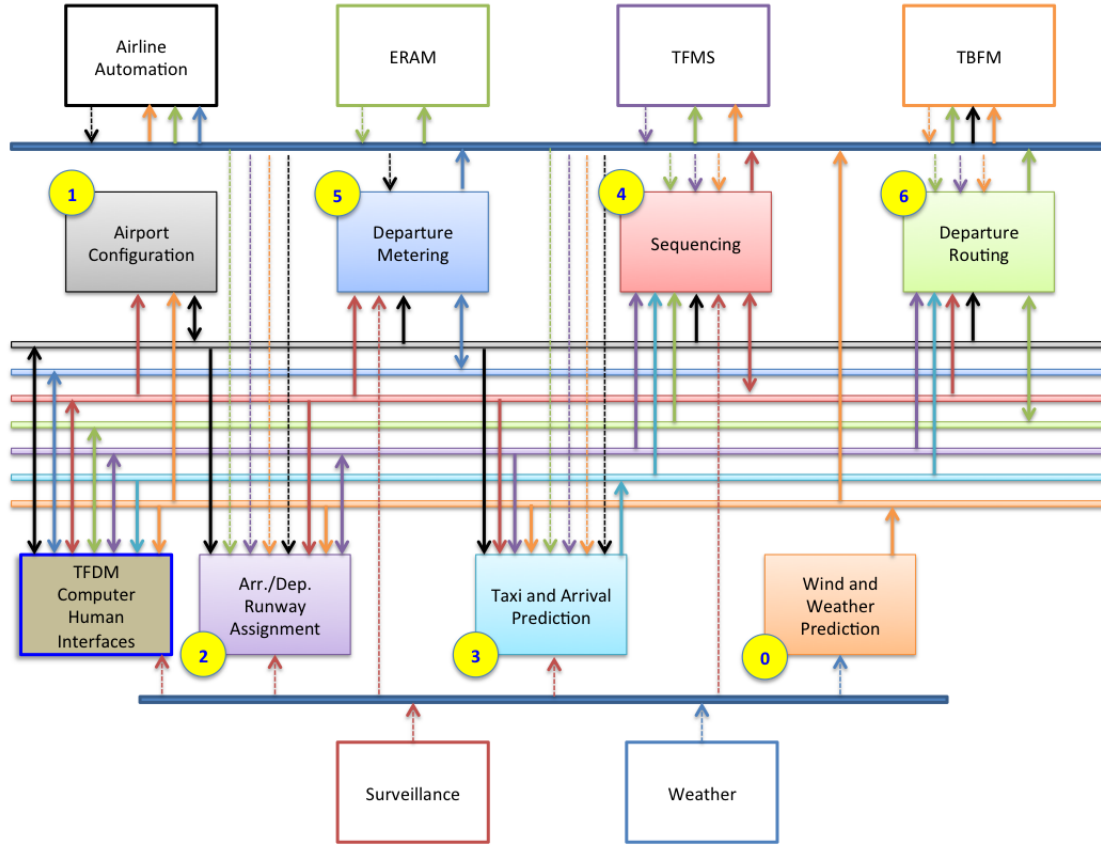 Airline
Automation
ERAM
TFMS
TBFM
1
Airport
Configuration
5
Departure
Metering
4
Sequencing
6
Departure
Routing
TFDM
Computer
Human
Interfaces
Arr./Dep.
Runway
Assignment
2
Taxi and Arrival
Prediction
3
Wind and
Weather
Prediction
0
Surveillance
Weather